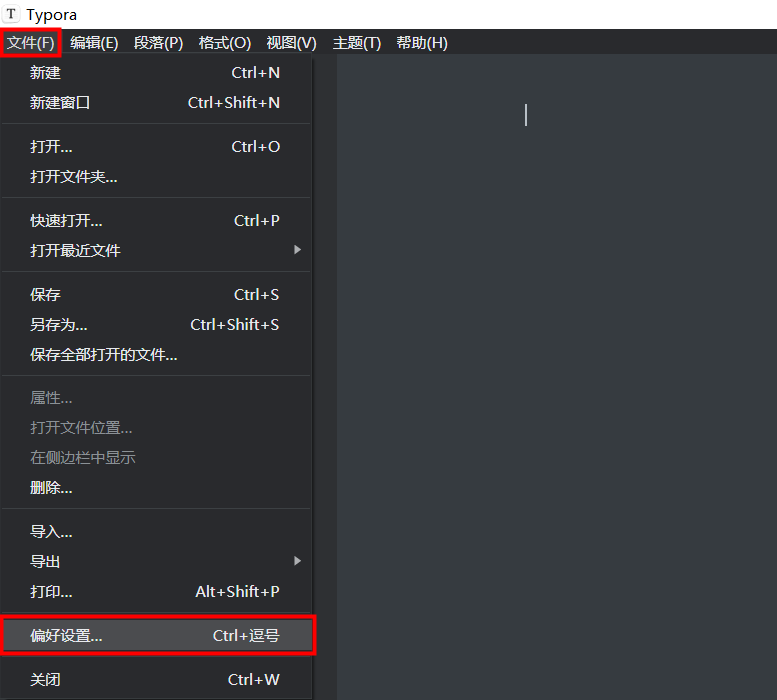 T Typora
文件(F) 编辑(E) 段落(P) 格式(O) 视图(V) 主题(T) 帮助(H)
新建 Ctrl+N
新建窗口 Ctrl+Shift+N
打开... Ctrl+O
打开文件夹...
快速打开... Ctrl+P
打开最近文件
保存 Ctrl+S
另存为... Ctrl+Shift+S
保存全部打开的文件...
属性...
打开文件位置...
在侧边栏中显示
删除...
导入...
导出
打印... Alt+Shift+P
偏好设置... Ctrl+逗号
关闭 Ctrl+W